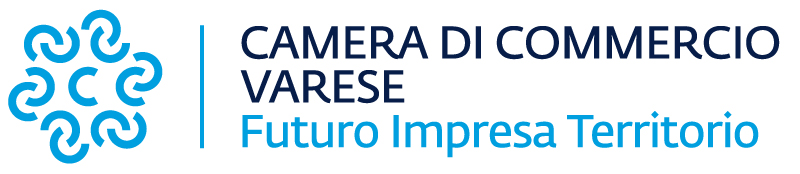 CAMERA DI COMMERCIO
VARESE
Futuro Impresa Territorio